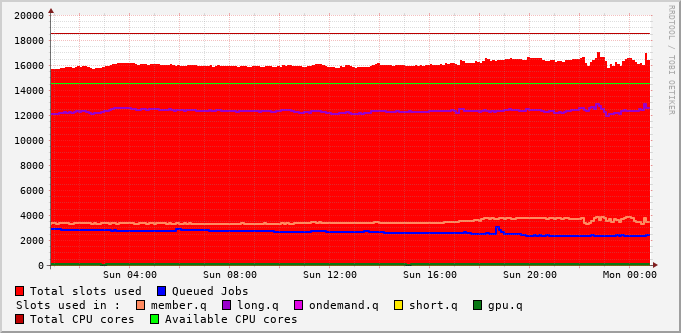 RRDTOOL / TOBI OETIKER
20000
18000
16000
14000
12000
10000
8000
6000
4000
2000
0
Sun 04:00 Sun 08:00 Sun 12:00 Sun 16:00 Sun 20:00 Mon 00:00
Total slots used Queued Jobs
Slots used in : member.q long.q ondemand.q short.q gpu.q
Total CPU cores Available CPU cores